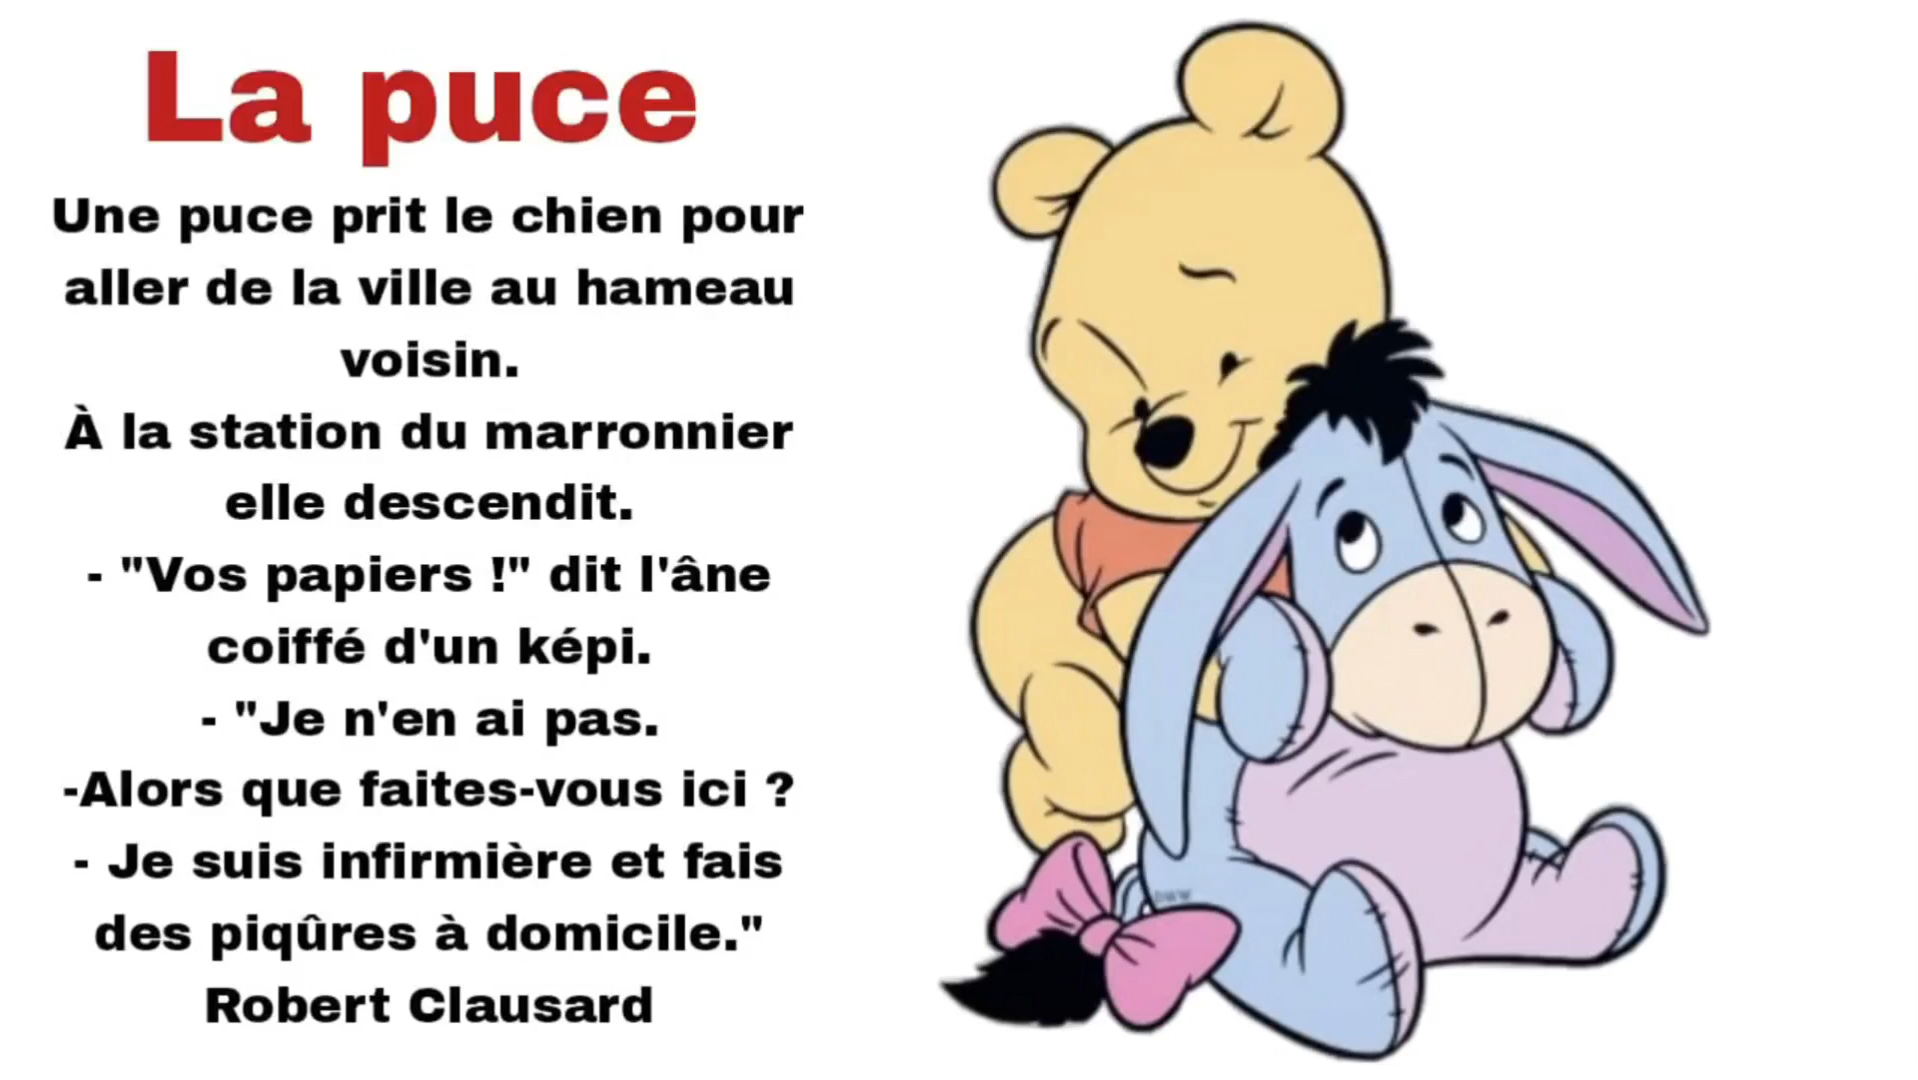 La puce
Une puce prit le chien pour
aller de la ville au hameau
voisin.
À la station du marronnier
elle descendit.
- "Vos papiers !" dit l'âne
coiffé d'un képi.
- "Je n'en ai pas.
-Alors que faites-vous ici ?
- Je suis infirmière et fais
des piqûres à domicile."
Robert Clausard